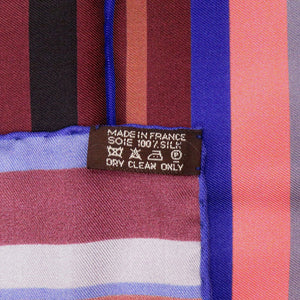 MADE IN FRANCE
SOIE 100% SILK
P
DRY CLEAN ONLY